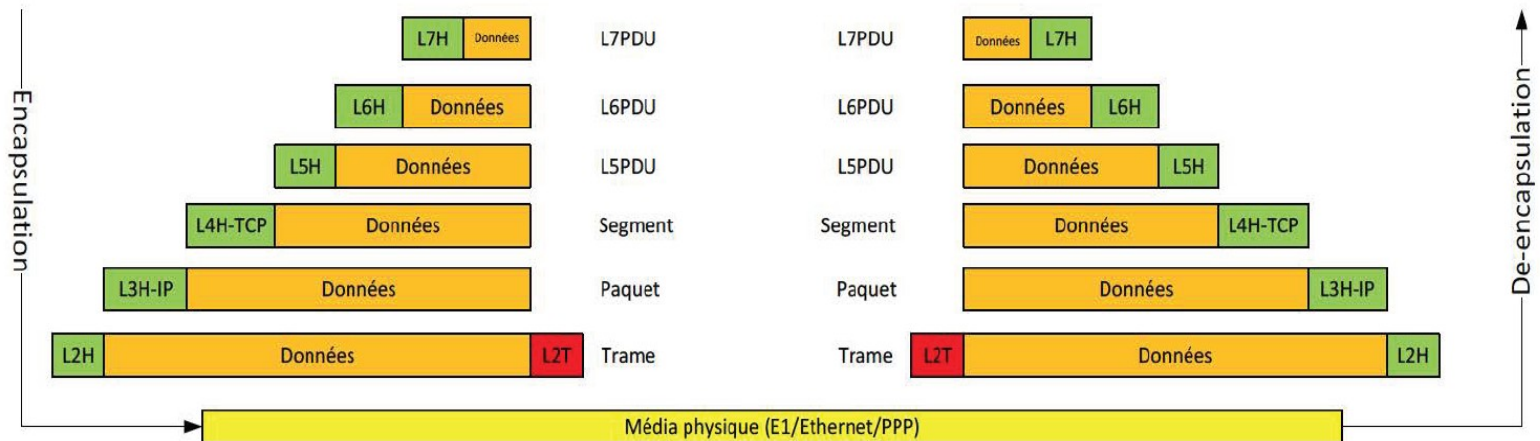 L7H Données L7PDU L7PDU Données L7H
L6H Données L6PDU L6PDU Données L6H
L5H Données L5PDU L5PDU Données L5H
L4H-TCP Données Segment Segment Données L4H-TCP
L3H-IP Données Paquet Paquet Données L3H-IP
L2H Données L2T Trame Trame L2T Données L2H
Encapsulation
De-encapsulation
Média physique (E1/Ethernet/PPP)